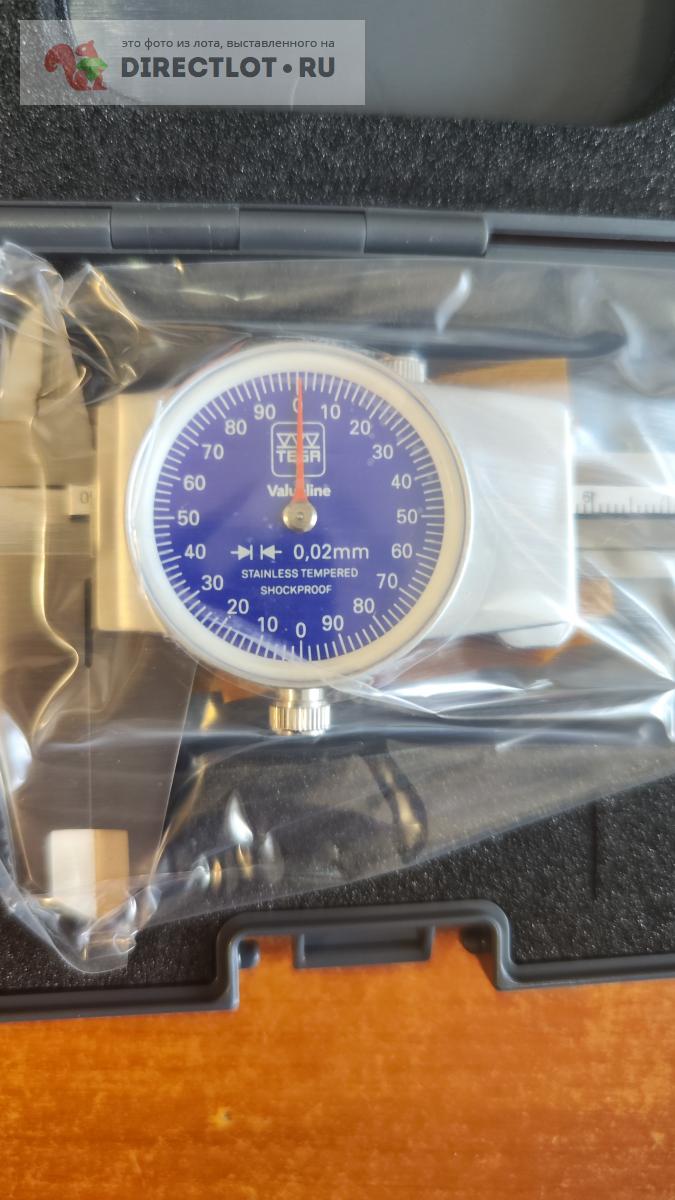 это фото из лота, выставленного на
DIRECTLOT•RU
0
90 10
80 20
70 30
60 40
50 50
40 60
30 70
20 80
10 90
0
TESA
Valueline
0,02mm
STAINLESS TEMPERED
SHOCKPROOF